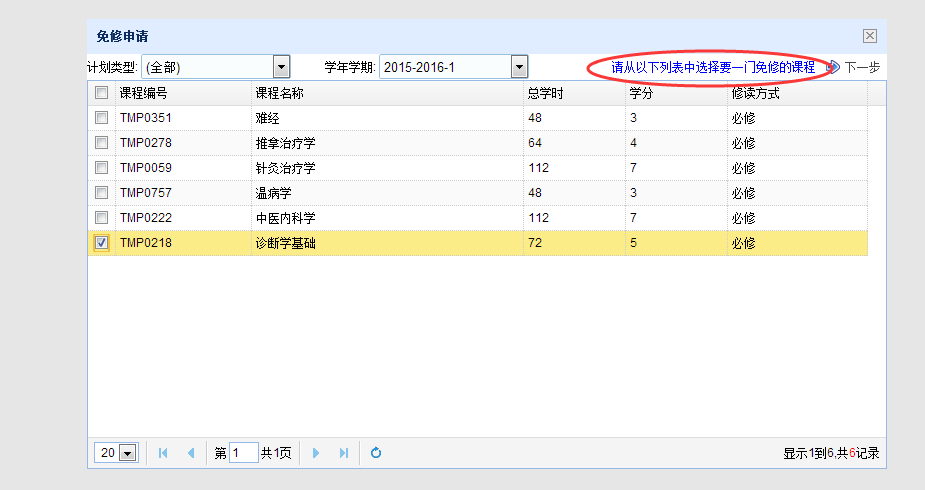 免修申请
计划类型: (全部) 学年学期: 2015-2016-1 请从以下列表中选择要一门免修的课程 下一步
课程编号 课程名称 总学时 学分 修读方式
TMP0351 难经 48 3 必修
TMP0278 推拿治疗学 64 4 必修
TMP0059 针灸治疗学 112 7 必修
TMP0757 温病学 48 3 必修
TMP0222 中医内科学 112 7 必修
TMP0218 诊断学基础 72 5 必修
20 第 1 共1页 显示1到6,共6记录